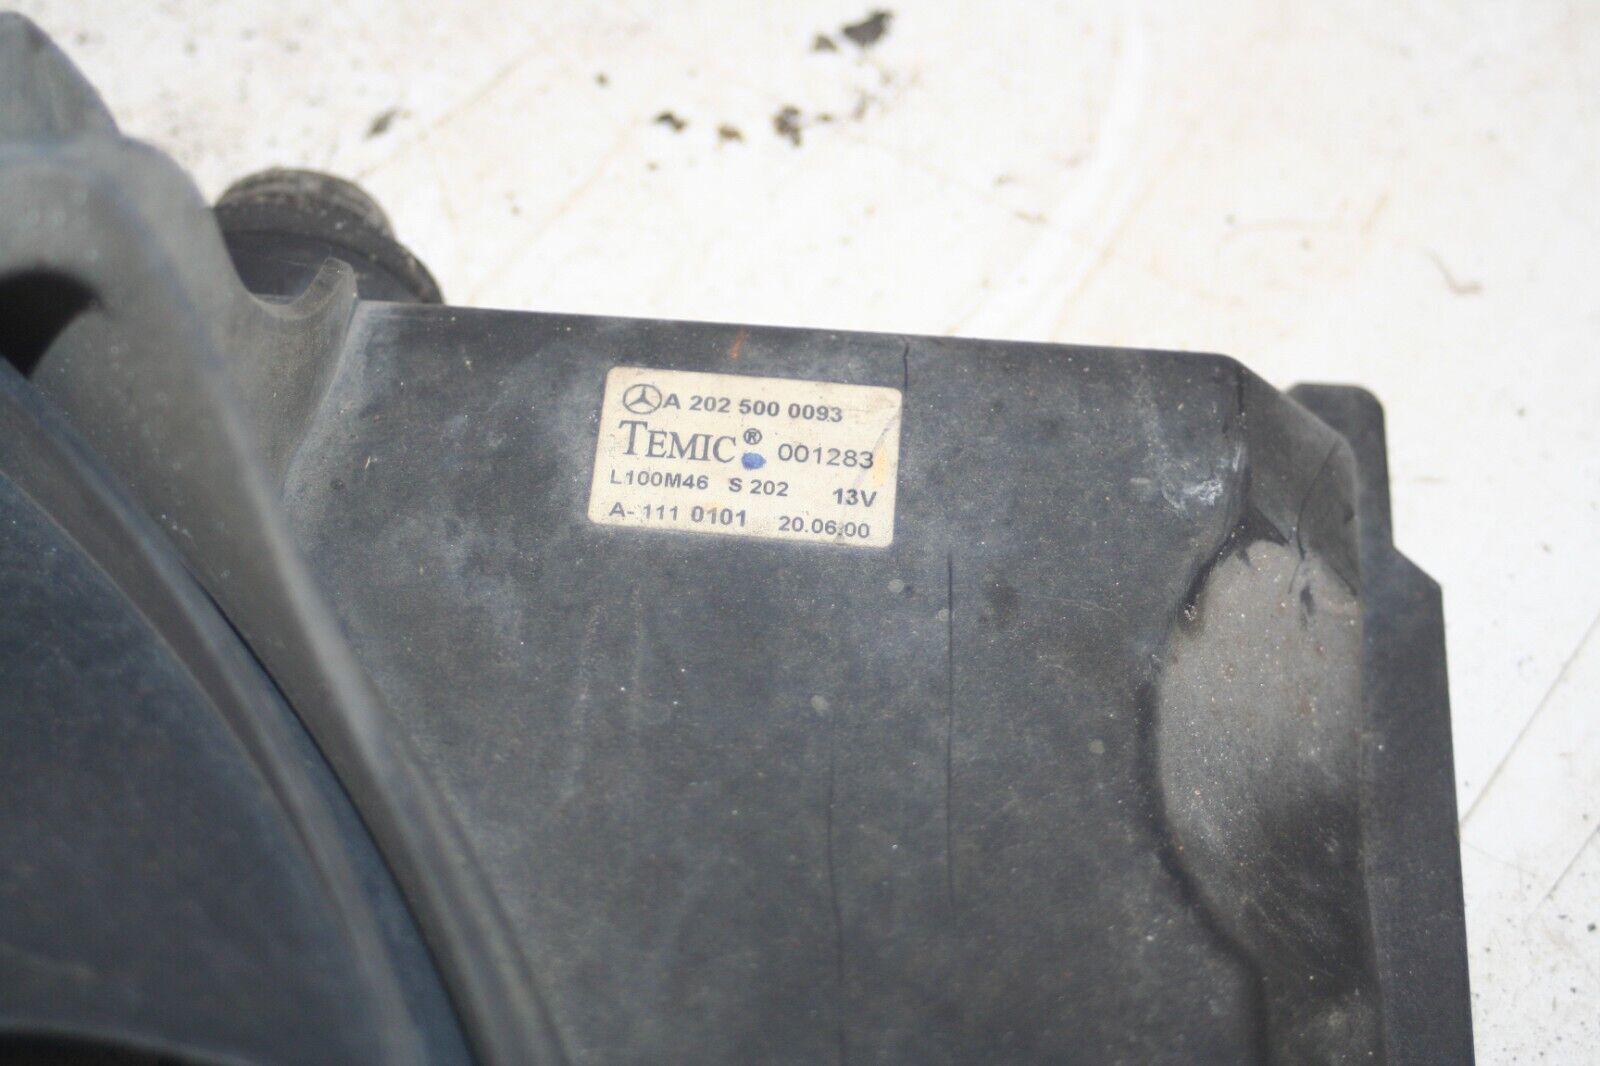 A 202 500 0093
TEMIC® 001283
L100M46 S 202 13V
A- 111 0101 20.06.00